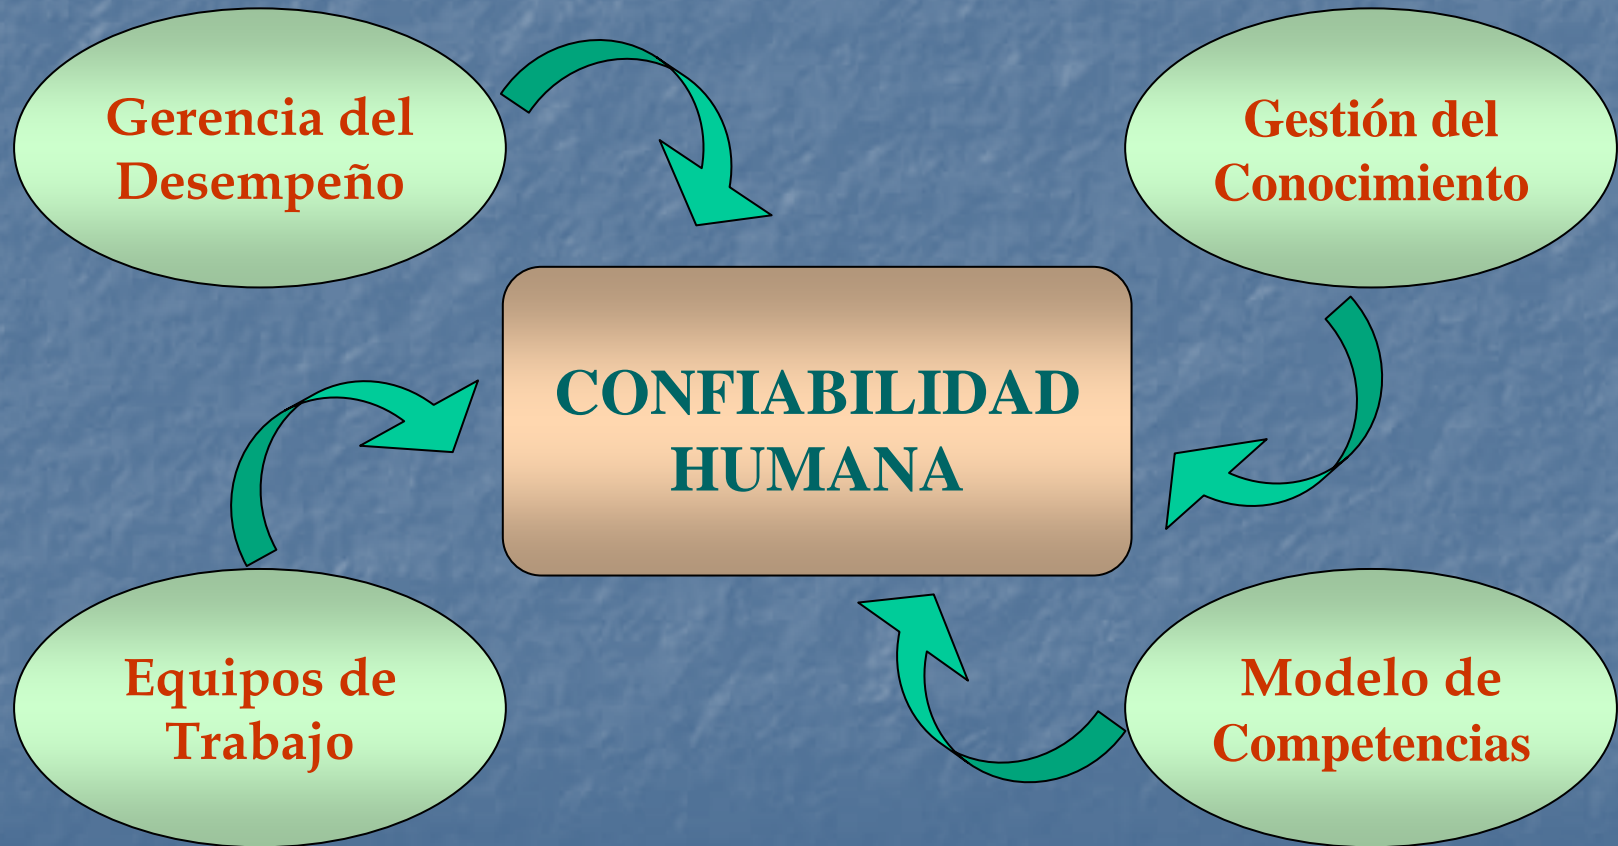 Gerencia del
Desempeño
Gestión del
Conocimiento
CONFIABILIDAD
HUMANA
Equipos de
Trabajo
Modelo de
Competencias